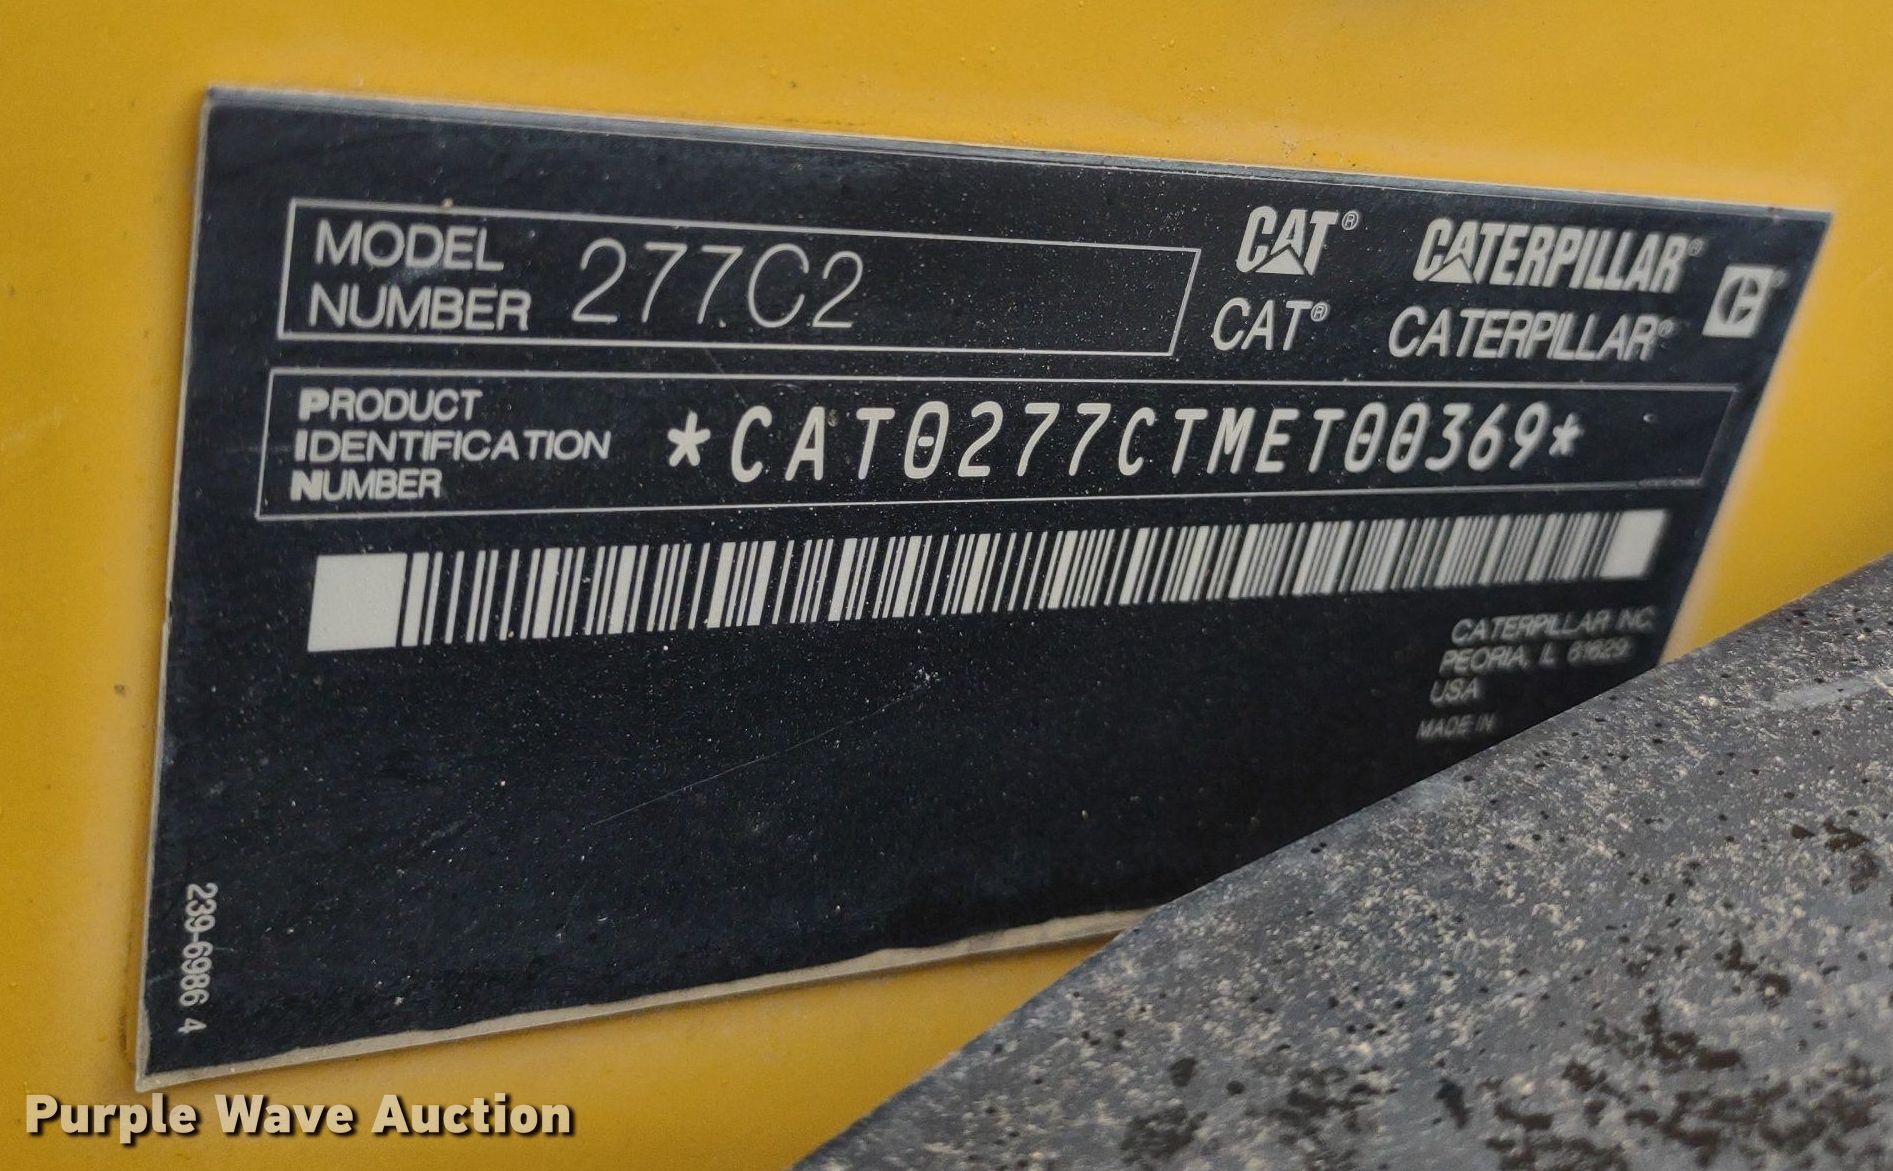 MODEL
NUMBER 277C2
CAT® CATERPILLAR®
CAT® CATERPILLAR®
PRODUCT
IDENTIFICATION
NUMBER
*CAT0277CTMET00369*
CATERPILLAR INC.
PEORIA, IL 61629
USA
MADE IN
239-6986 4
Purple Wave Auction